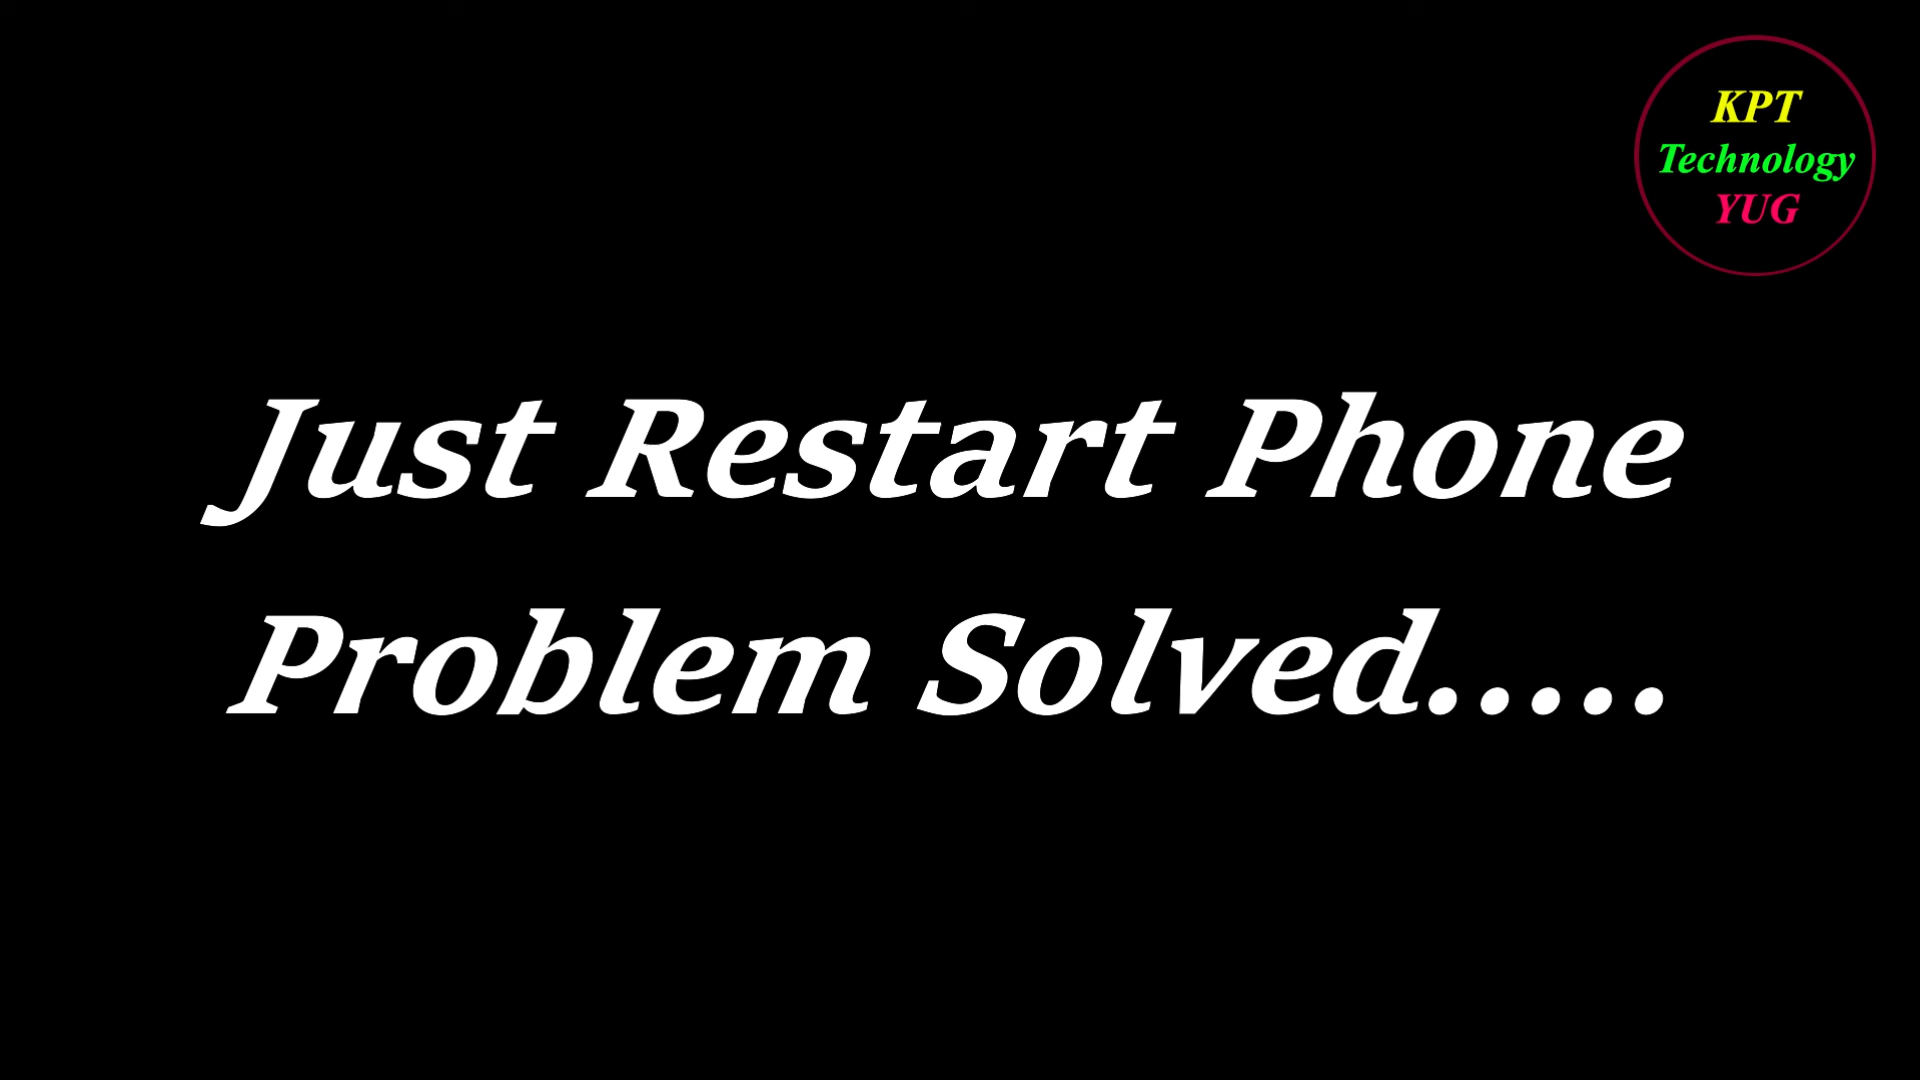 KPT
Technology
YUG
Just Restart Phone
Problem Solved.....